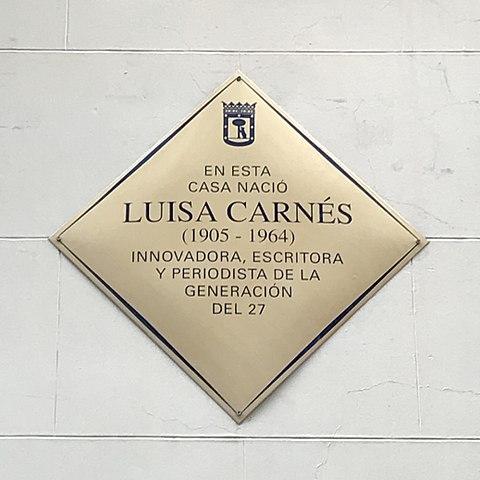 EN ESTA
CASA NACIÓ
LUISA CARNÉS
(1905 - 1964)
INNOVADORA, ESCRITORA
Y PERIODISTA DE LA
GENERACIÓN
DEL 27